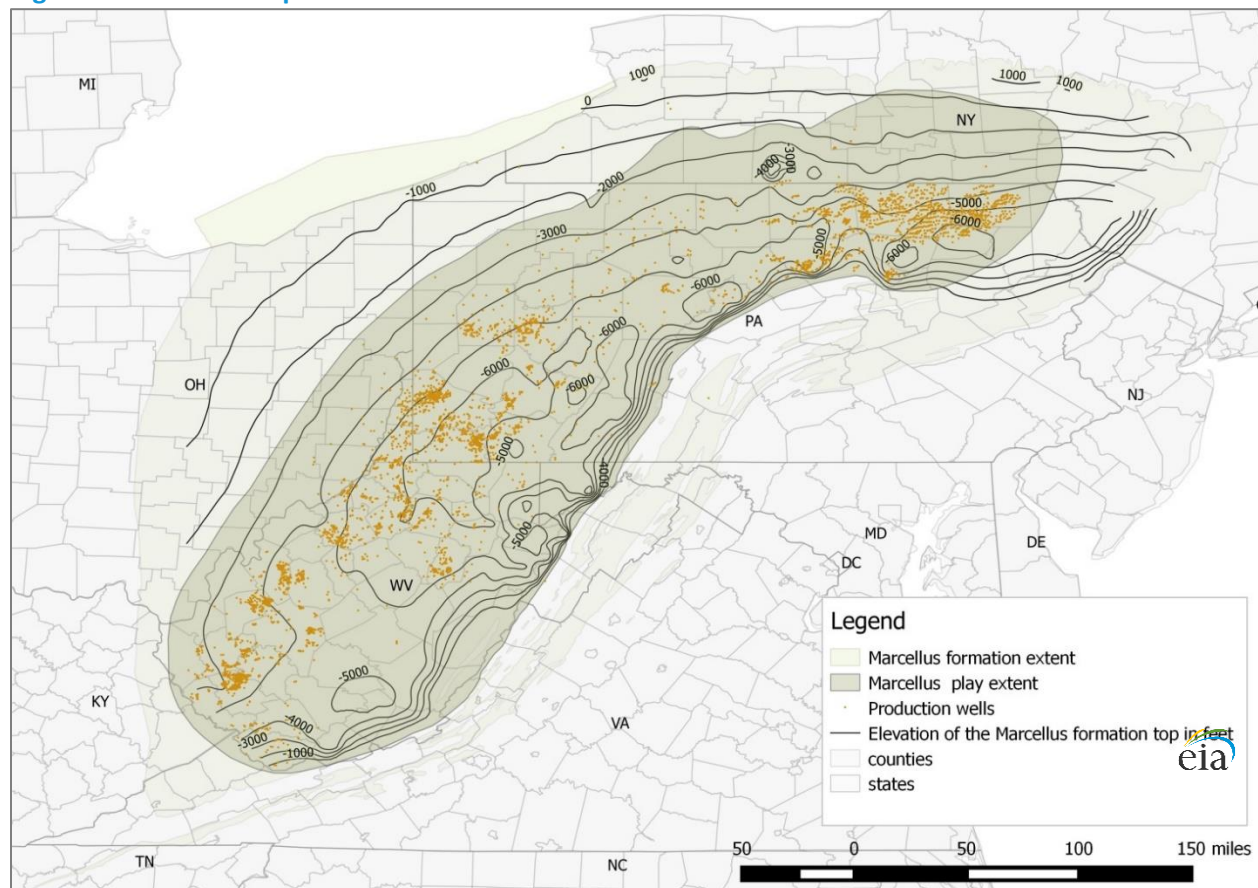 MI
1000
1000
1000
0
NY
-3000
-4000
-2000
-1000
-5000
-6000
-3000
-5000
-6000
-6000
PA
-6000
OH
-6000
-6000
NJ
-5000
-4000
-5000
MD
DE
DC
WV
Legend
Marcellus formation extent
Marcellus play extent
Production wells
Elevation of the Marcellus formation top in feet
counties
states
eia
-5000
KY
VA
-4000
-3000
-1000
50 0 50 100 150 miles
TN
NC